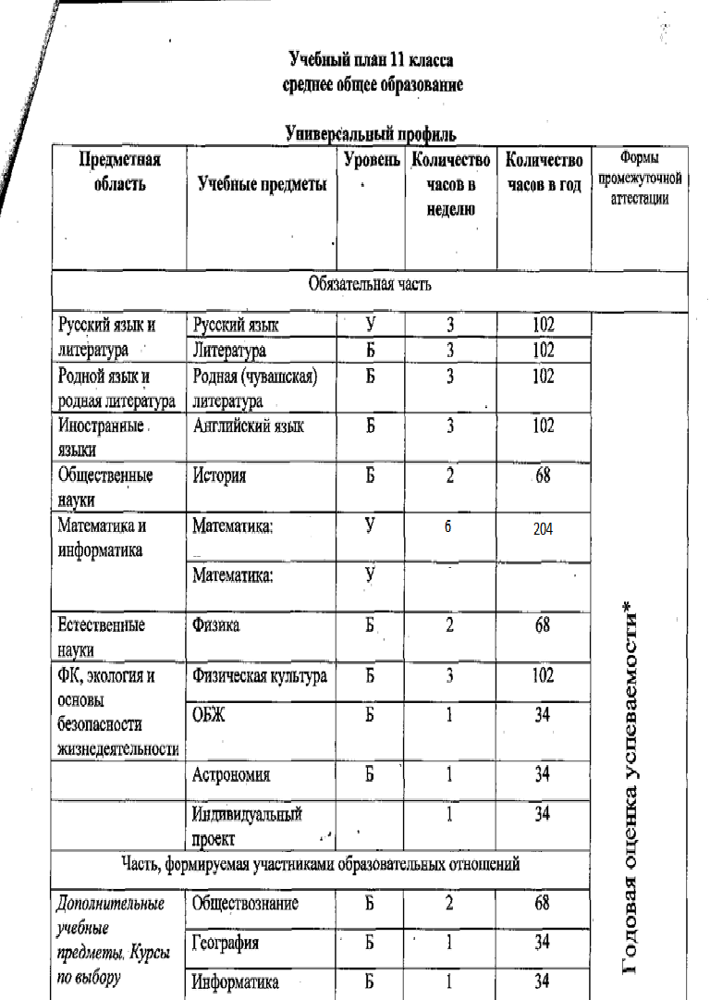 Учебный план 11 класса
среднее общее образование
Универсальный профиль
Предметная область Учебные предметы Уровень Количество часов в неделю Количество часов в год Формы промежуточной аттестации
Обязательная часть
Русский язык и литература Русский язык У 3 102
Литература Б 3 102
Родной язык и родная литература Родная (чувашская) литература Б 3 102
Иностранные языки Английский язык Б 3 102
Общественные науки История Б 2 68
Математика и информатика Математика: У 6 204
Математика: У
Естественные науки Физика Б 2 68
ФК, экология и основы безопасности жизнедеятельности Физическая культура Б 3 102
ОБЖ Б 1 34
Астрономия Б 1 34
Индивидуальный проект 1 34
Годовая оценка успеваемости*
Часть, формируемая участниками образовательных отношений
Дополнительные учебные предметы. Курсы по выбору Обществознание Б 2 68
География Б 1 34
Информатика Б 1 34